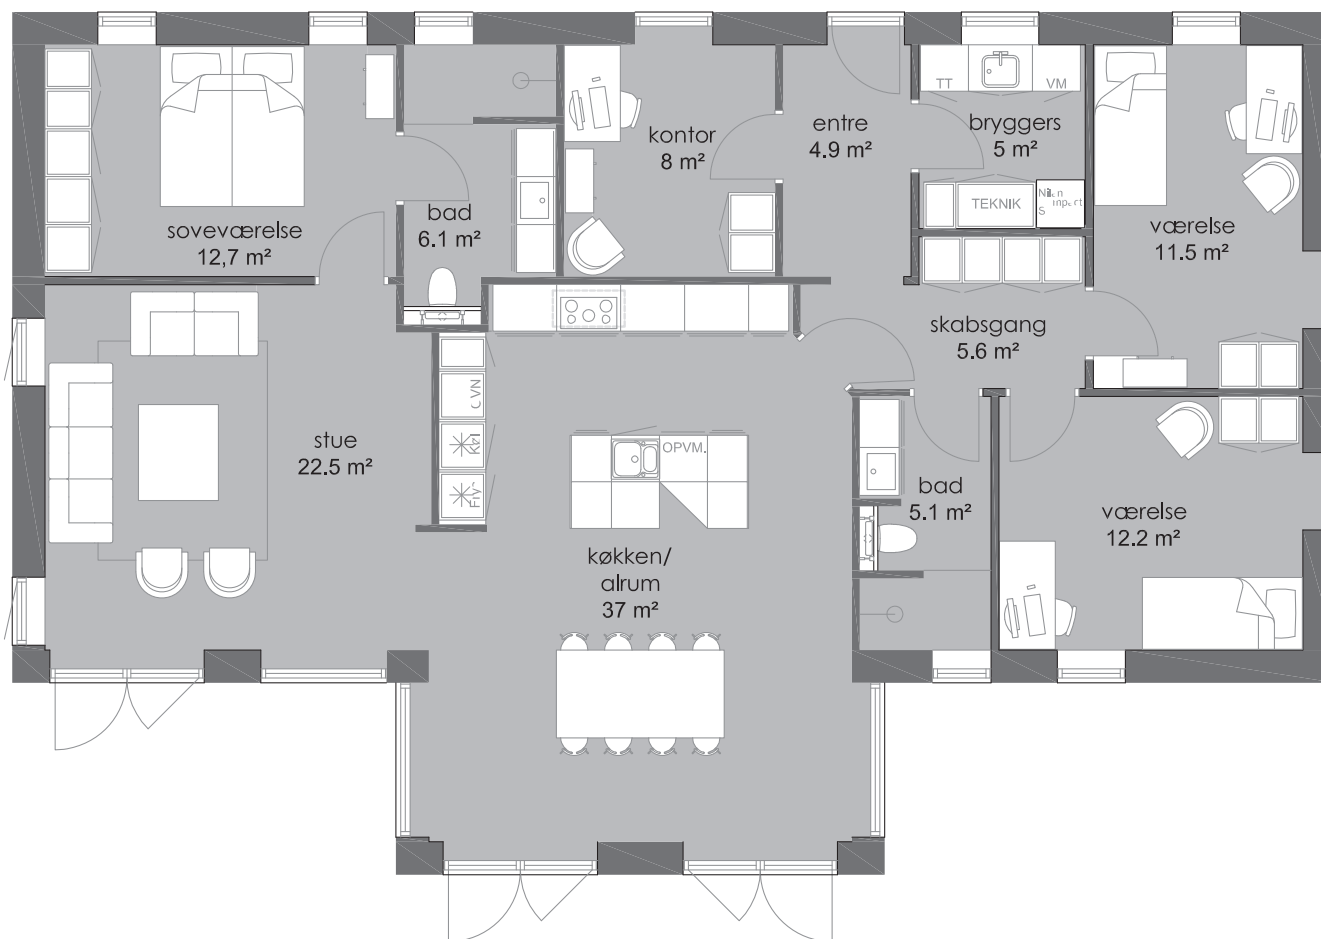 TT
VM
entre
4.9 m²
bryggers
5 m²
kontor
8 m²
TEKNIK
bad
6.1 m²
soveværelse
12,7 m²
værelse
11.5 m²
skabsgang
5.6 m²
stue
22.5 m²
OPVM.
bad
5.1 m²
værelse
12.2 m²
køkken/
alrum
37 m²